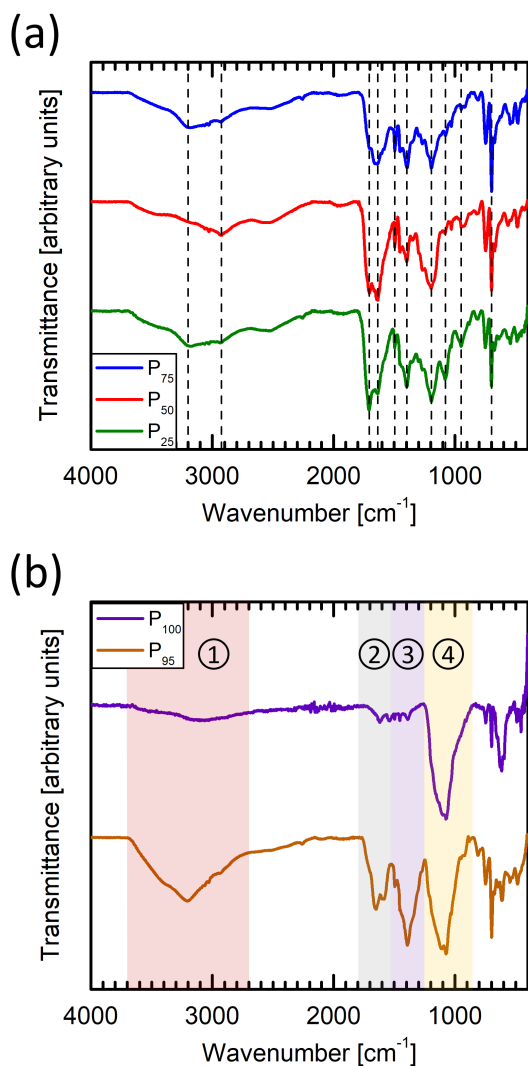 (a)
Transmittance [arbitrary units]
P75
P50
P25
4000 3000 2000 1000
Wavenumber [cm-1]
(b)
Transmittance [arbitrary units]
P100
P95
1 2 3 4
4000 3000 2000 1000
Wavenumber [cm-1]